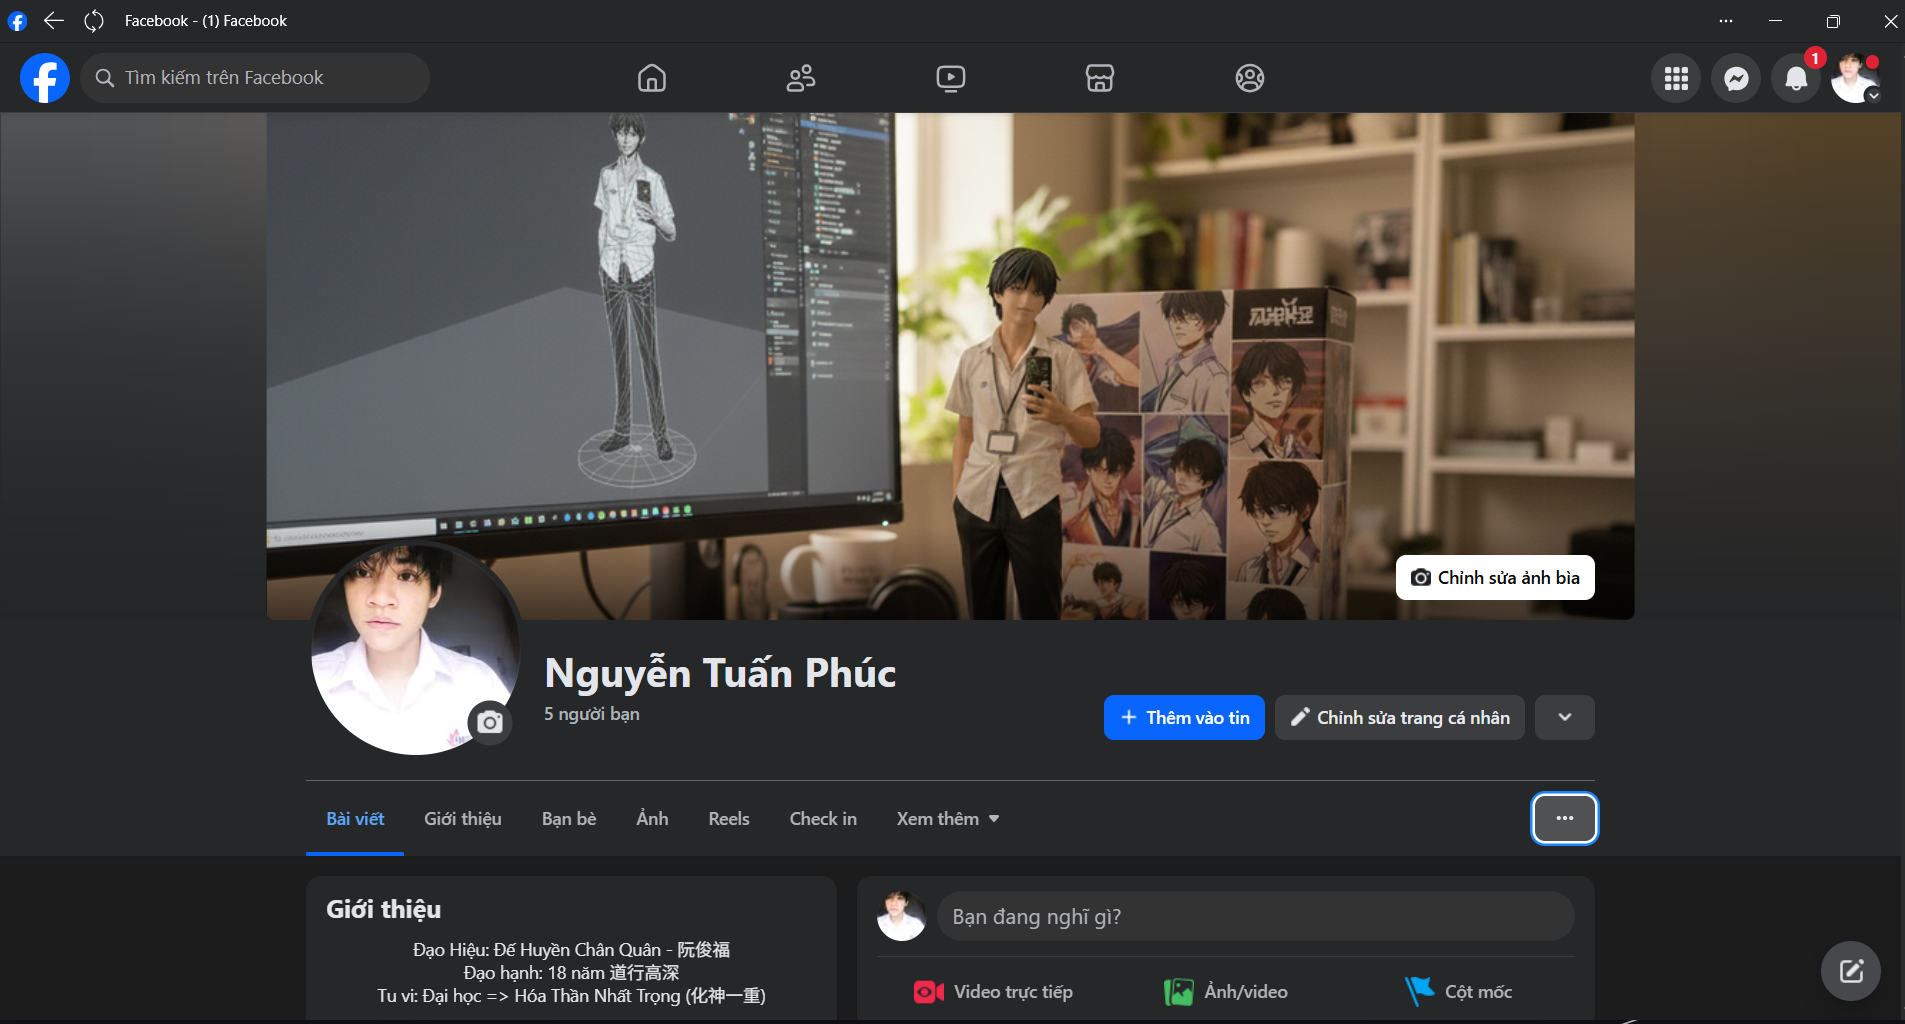 Facebook - (1) Facebook
Tìm kiếm trên Facebook
1
Chỉnh sửa ảnh bìa
Nguyễn Tuấn Phúc
5 người bạn
Thêm vào tin
Chỉnh sửa trang cá nhân
Bài viết Giới thiệu Bạn bè Ảnh Reels Check in Xem thêm
Giới thiệu
Đạo Hiệu: Đế Huyền Chân Quân - 阮俊福
Đạo hạnh: 18 năm 道行高深
Tu vi: Đại học => Hóa Thần Nhất Trọng (化神一重)
Bạn đang nghĩ gì?
Video trực tiếp Ảnh/video Cột mốc